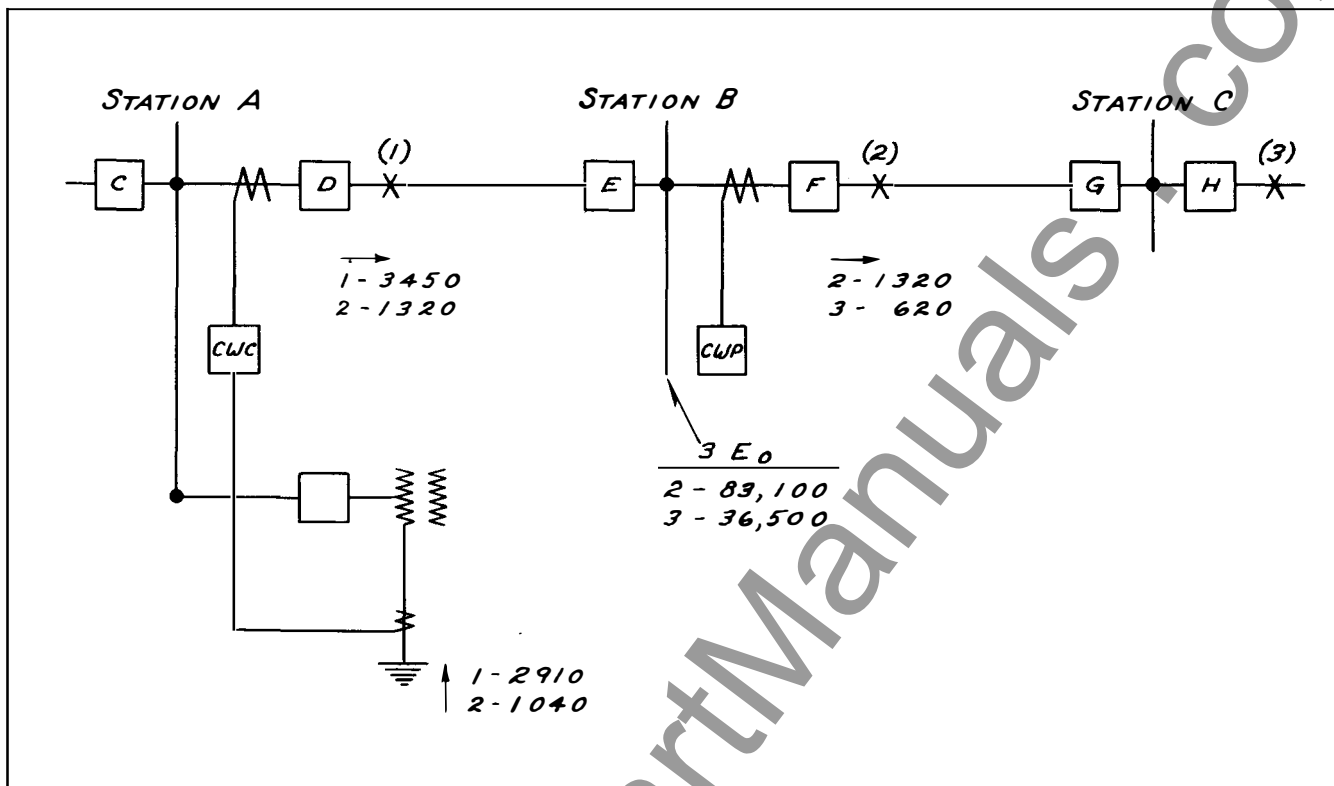 STATION A
STATION B
STATION C
C
D
(1)
E
F
(2)
G
H
(3)
1 - 3450
2 - 1320
2 - 1320
3 - 620
CWC
CWP
3 E0
2 - 83,100
3 - 36,500
1 - 2910
2 - 1040